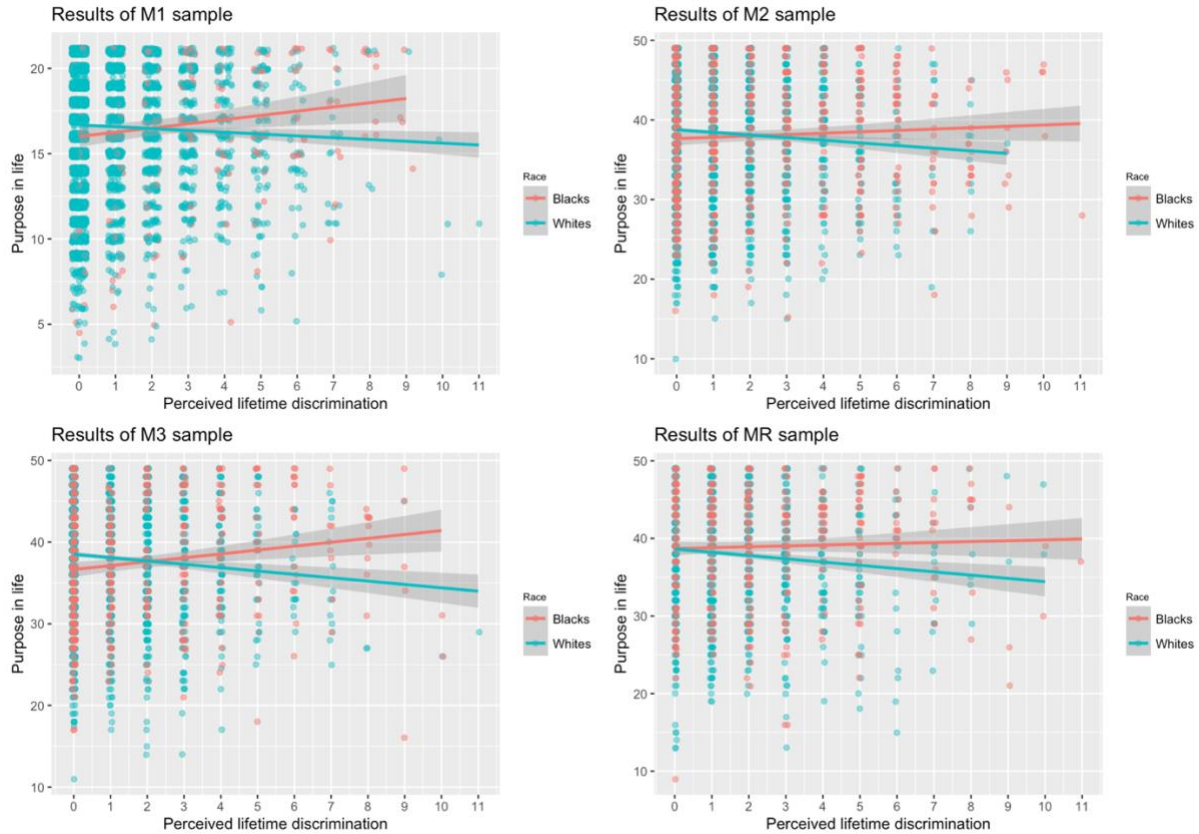 Results of M1 sample
20
15
10
5
Purpose in life
0 1 2 3 4 5 6 7 8 9 10 11
Perceived lifetime discrimination
Race
Blacks
Whites
Results of M2 sample
50
40
30
20
10
Purpose in life
0 1 2 3 4 5 6 7 8 9 10 11
Perceived lifetime discrimination
Race
Blacks
Whites
Results of M3 sample
50
40
30
20
10
Purpose in life
0 1 2 3 4 5 6 7 8 9 10 11
Perceived lifetime discrimination
Race
Blacks
Whites
Results of MR sample
50
40
30
20
10
Purpose in life
0 1 2 3 4 5 6 7 8 9 10 11
Perceived lifetime discrimination
Race
Blacks
Whites